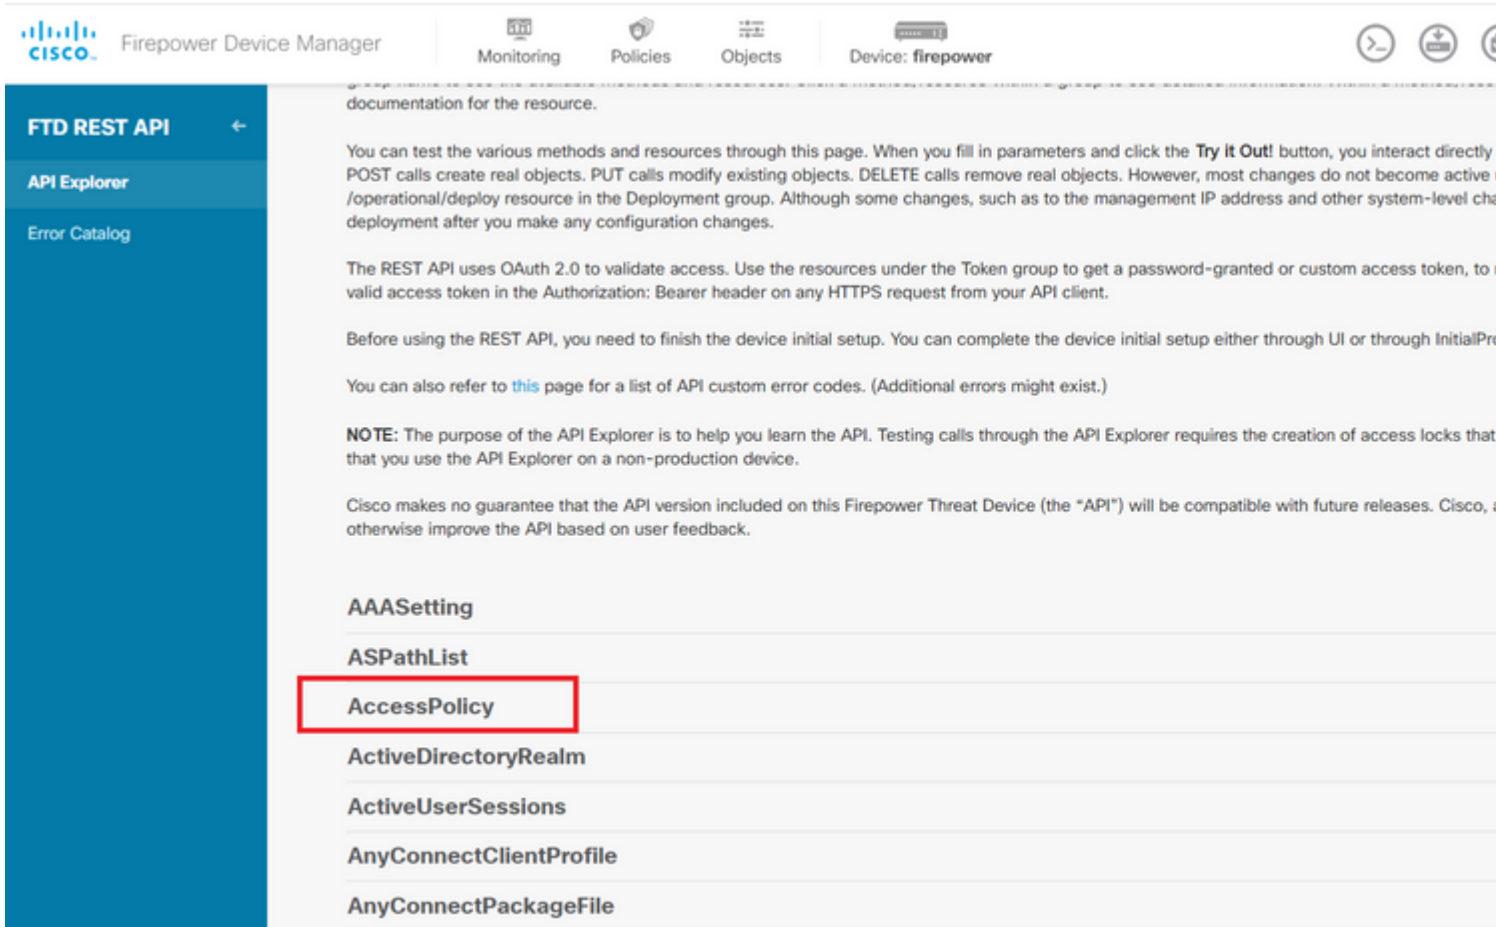 CISCO Firepower Device Manager
Monitoring
Policies
Objects
Device: firepower
FTD REST API
API Explorer
Error Catalog
documentation for the resource.
You can test the various methods and resources through this page. When you fill in parameters and click the Try it Out! button, you interact directly
POST calls create real objects. PUT calls modify existing objects. DELETE calls remove real objects. However, most changes do not become active
/operational/deploy resource in the Deployment group. Although some changes, such as to the management IP address and other system-level cha
deployment after you make any configuration changes.
The REST API uses OAuth 2.0 to validate access. Use the resources under the Token group to get a password-granted or custom access token, to
valid access token in the Authorization: Bearer header on any HTTPS request from your API client.
Before using the REST API, you need to finish the device initial setup. You can complete the device initial setup either through UI or through InitialPro
You can also refer to this page for a list of API custom error codes. (Additional errors might exist.)
NOTE: The purpose of the API Explorer is to help you learn the API. Testing calls through the API Explorer requires the creation of access locks that
that you use the API Explorer on a non-production device.
Cisco makes no guarantee that the API version included on this Firepower Threat Device (the “API”) will be compatible with future releases. Cisco,
otherwise improve the API based on user feedback.
AAASetting
ASPathList
AccessPolicy
ActiveDirectoryRealm
ActiveUserSessions
AnyConnectClientProfile
AnyConnectPackageFile